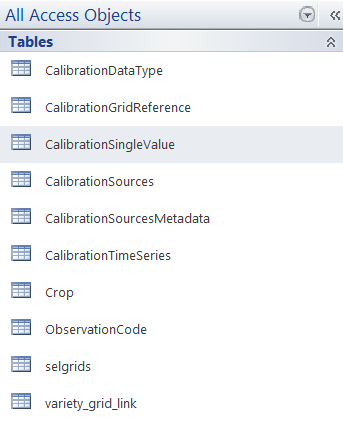 All Access Objects
Tables
CalibrationDataType
CalibrationGridReference
CalibrationSingleValue
CalibrationSources
CalibrationSourcesMetadata
CalibrationTimeSeries
Crop
ObservationCode
selgrids
variety_grid_link